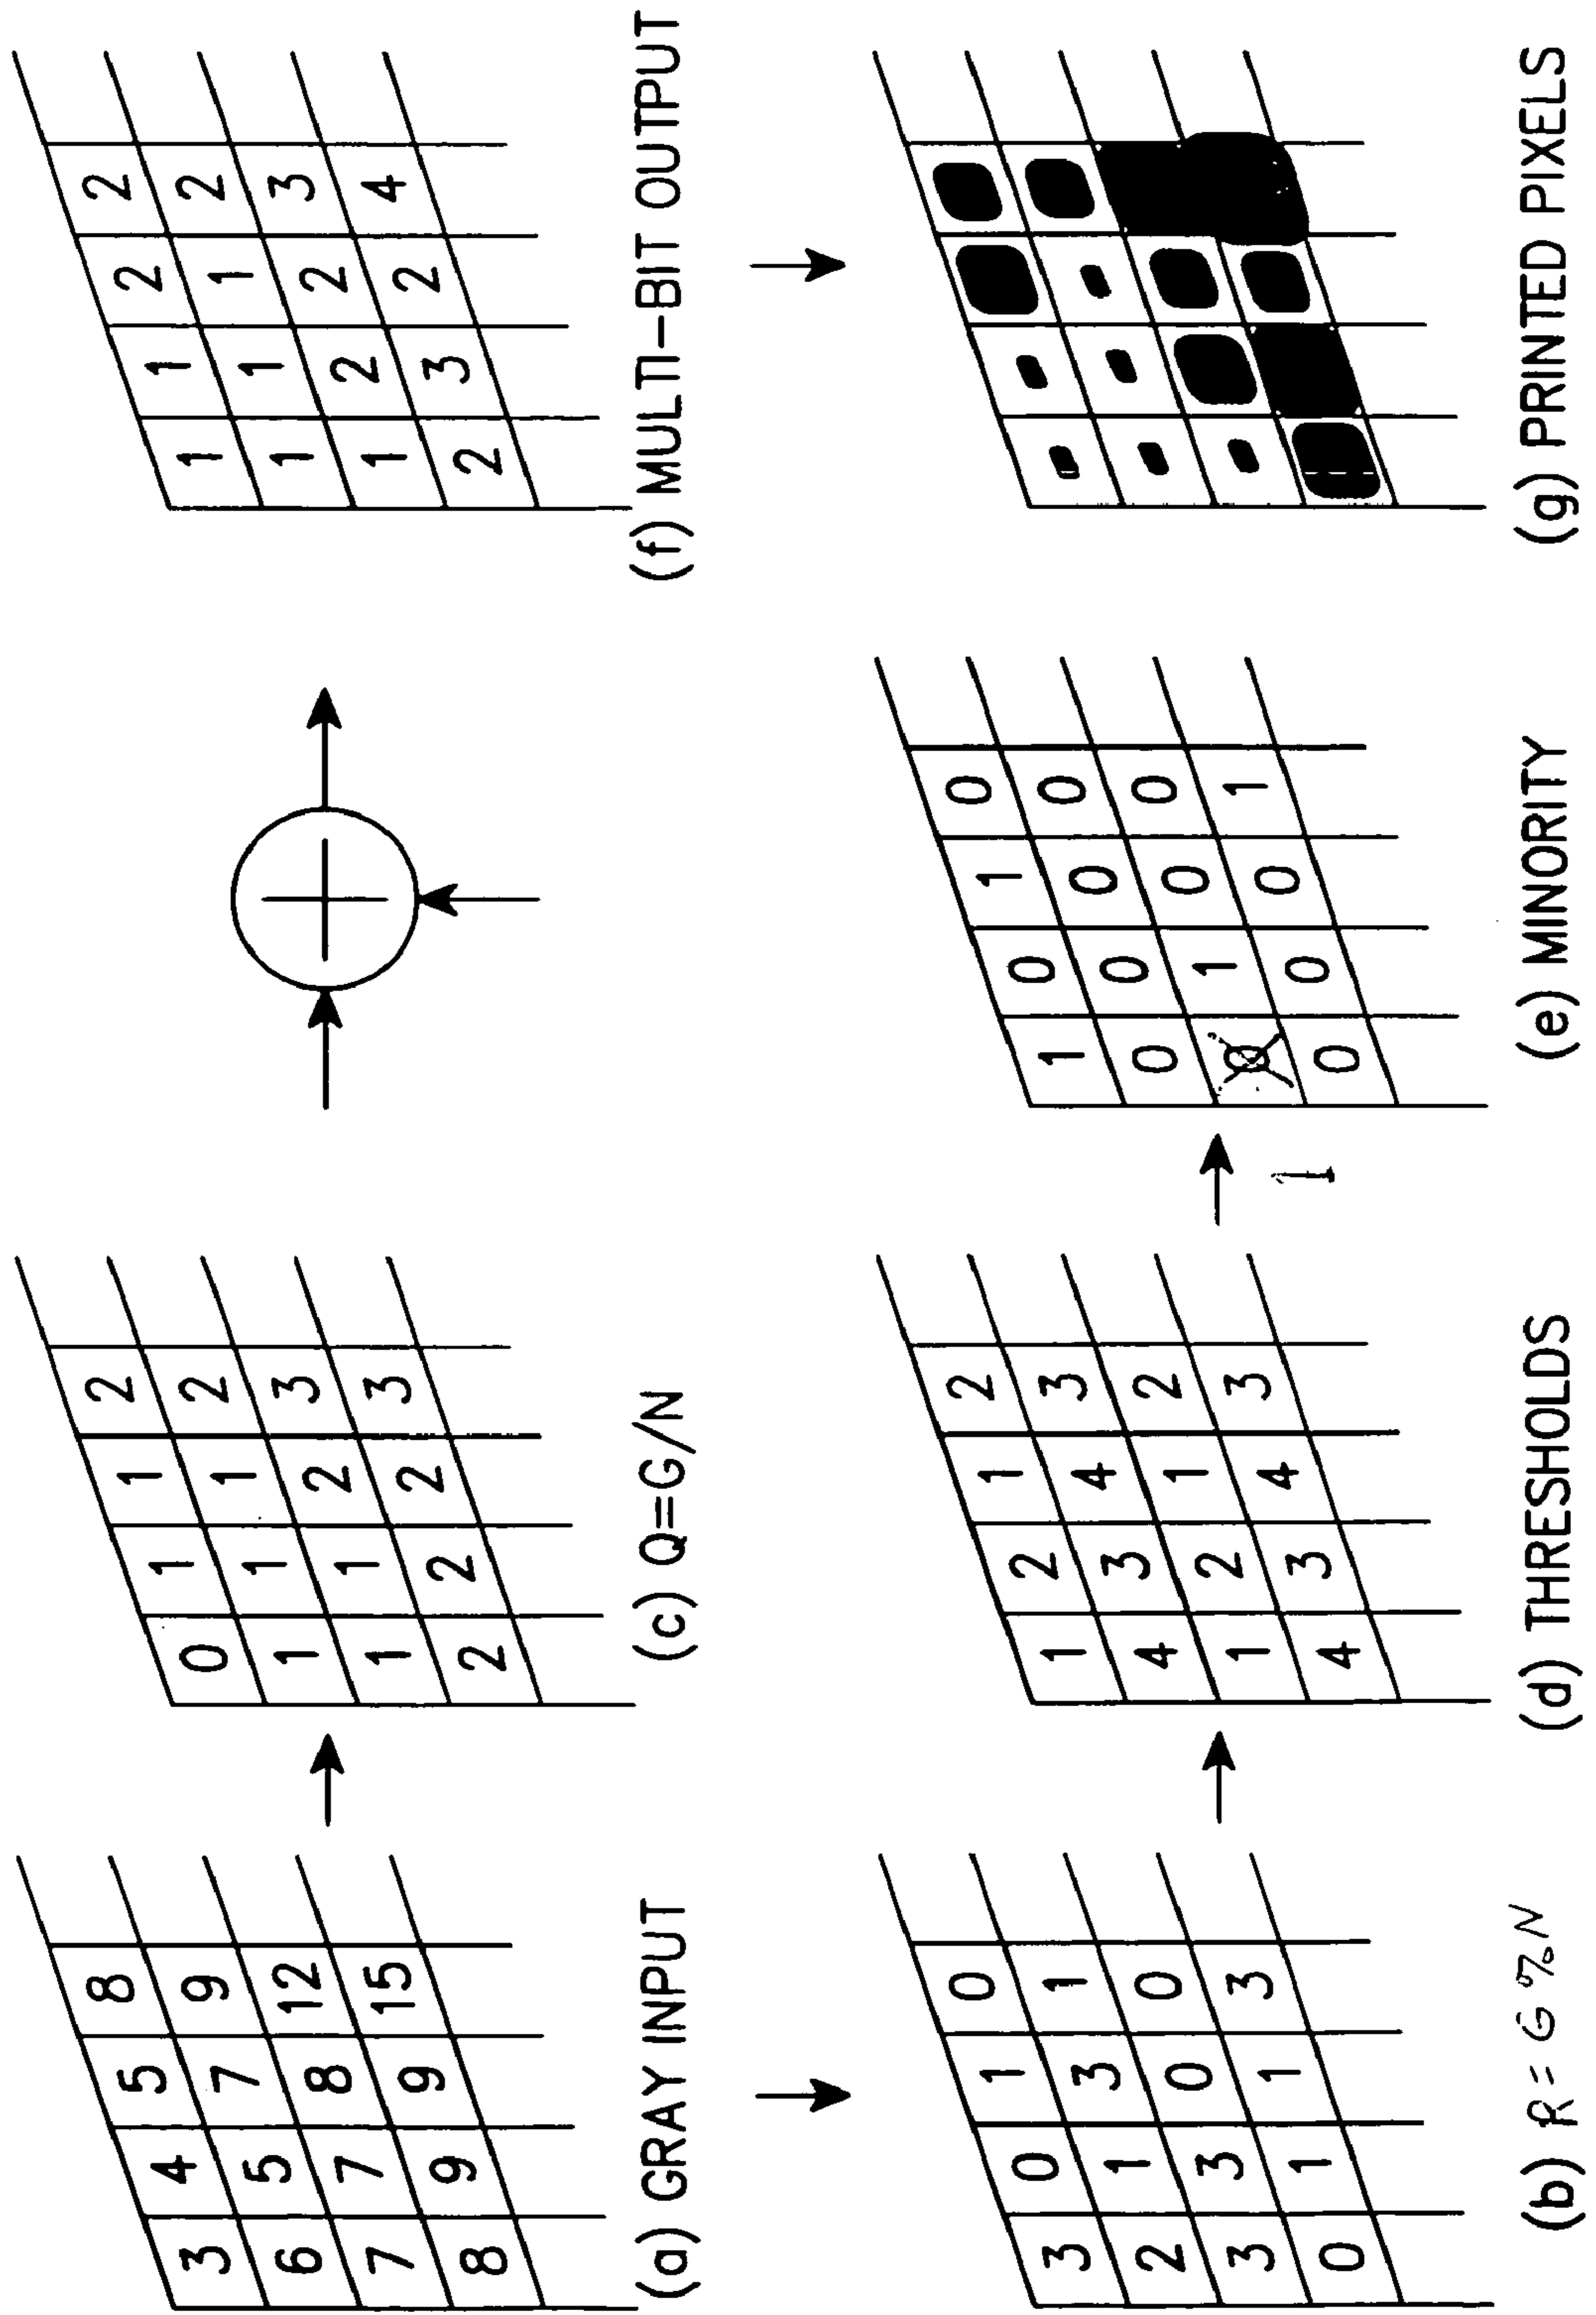 3 4 5 8
6 5 7 9
7 7 8 12
8 9 9 15
(a) GRAY INPUT
0 1 1 2
1 1 1 2
1 1 2 3
2 2 2 3
(c) Q=G/N
1 1 2 2
1 1 1 2
1 2 2 3
2 3 2 4
(f) MULTI-BIT OUTPUT
3 0 1 0
2 1 3 1
3 3 0 0
0 1 1 3
(b) R = G % N
1 2 1 2
4 3 4 3
1 2 1 2
4 3 4 3
(d) THRESHOLDS
1
1 0 1 0
0 0 0 0
0 1 0 0
0 0 0 1
(e) MINORITY
(g) PRINTED PIXELS